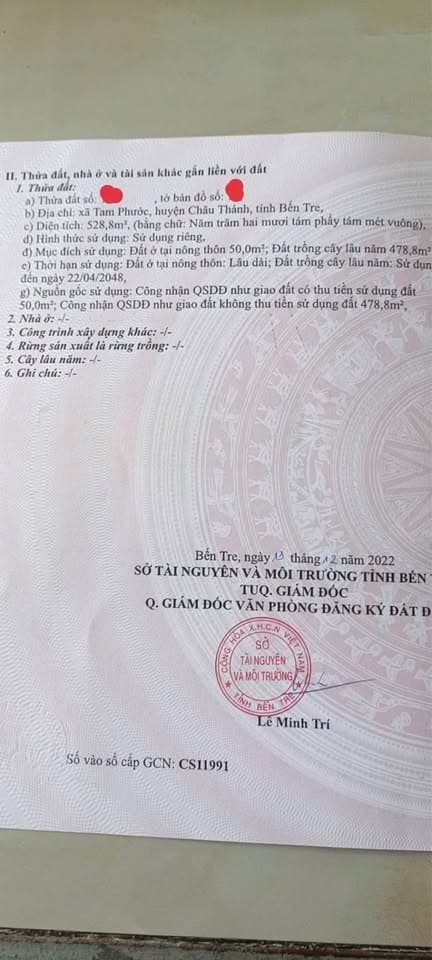 II. Thửa đất, nhà ở và tài sản khác gắn liền với đất
1. Thửa đất:
a) Thửa đất số: , tờ bản đồ số:
b) Địa chỉ: xã Tam Phước, huyện Châu Thành, tỉnh Bến Tre,
c) Diện tích: 528,8m², (bằng chữ: Năm trăm hai mươi tám phẩy tám mét vuông),
d) Hình thức sử dụng: Sử dụng riêng,
đ) Mục đích sử dụng: Đất ở tại nông thôn 50,0m²; Đất trồng cây lâu năm 478,8m²
e) Thời hạn sử dụng: Đất ở tại nông thôn: Lâu dài; Đất trồng cây lâu năm: Sử dụn
đến ngày 22/04/2048,
g) Nguồn gốc sử dụng: Công nhận QSDĐ như giao đất có thu tiền sử dụng đất
50,0m²; Công nhận QSDĐ như giao đất không thu tiền sử dụng đất 478,8m²,
2. Nhà ở: -/-
3. Công trình xây dựng khác: -/-
4. Rừng sản xuất là rừng trồng: -/-
5. Cây lâu năm: -/-
6. Ghi chú: -/-
Bến Tre, ngày 13 tháng 12 năm 2022
SỞ TÀI NGUYÊN VÀ MÔI TRƯỜNG TỈNH BẾN T
TUQ. GIÁM ĐỐC
Q. GIÁM ĐỐC VĂN PHÒNG ĐĂNG KÝ ĐẤT Đ
CỘNG HÒA X.H.C.N VIỆT NAM
SỞ
TÀI NGUYÊN
VÀ MÔI TRƯỜNG
TỈNH BẾN TRE
Lê Minh Trí
Số vào sổ cấp GCN: CS11991